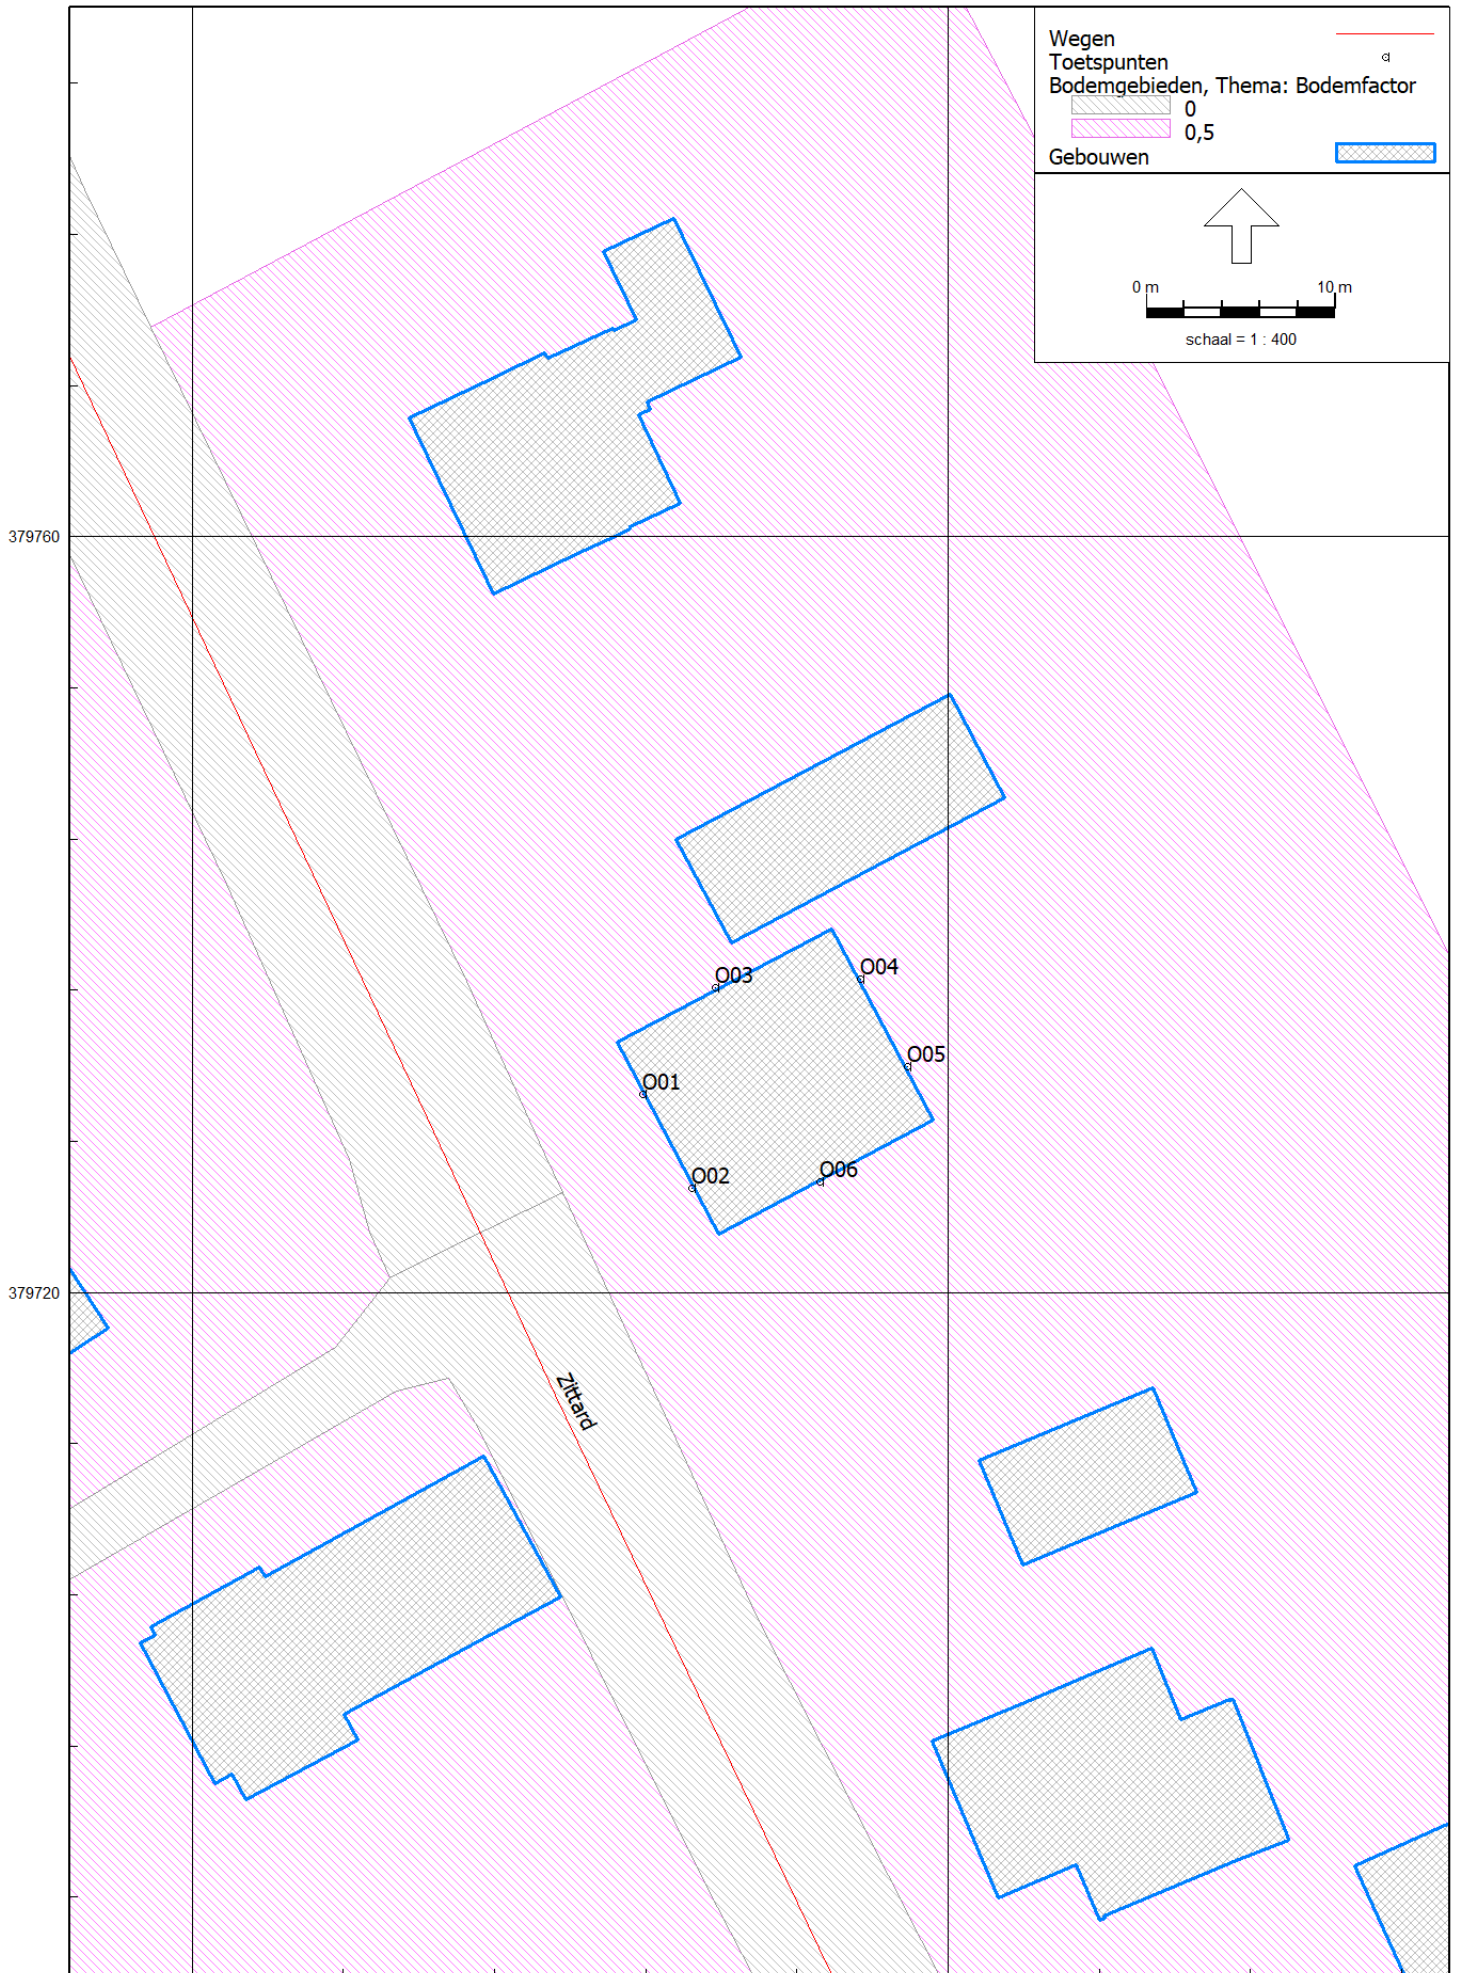 Wegen
Toetspunten
Bodemgebieden, Thema: Bodemfactor
0
0,5
Gebouwen
0 m 10 m
schaal = 1 : 400
379760
O03
O04
O05
O01
O02
O06
379720
Zittard